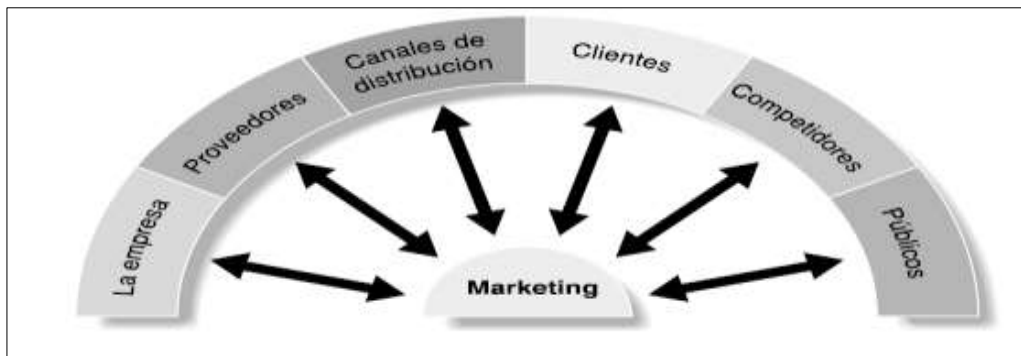 La empresa
Proveedores
Canales de
distribución
Clientes
Competidores
Públicos
Marketing